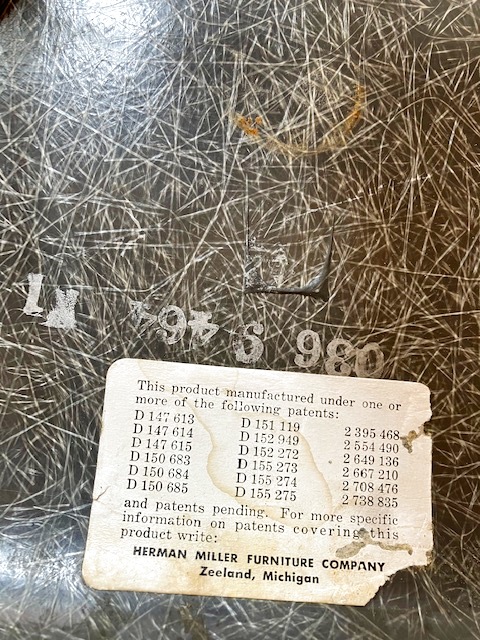 This product manufactured under one or
more of the following patents:
D 147 613 D 151 119 2 395 468
D 147 614 D 152 949 2 554 490
D 147 615 D 152 272 2 649 136
D 150 683 D 155 273 2 667 210
D 150 684 D 155 274 2 708 476
D 150 685 D 155 275 2 738 835
and patents pending. For more specific
information on patents covering this
product write:
HERMAN MILLER FURNITURE COMPANY
Zeeland, Michigan